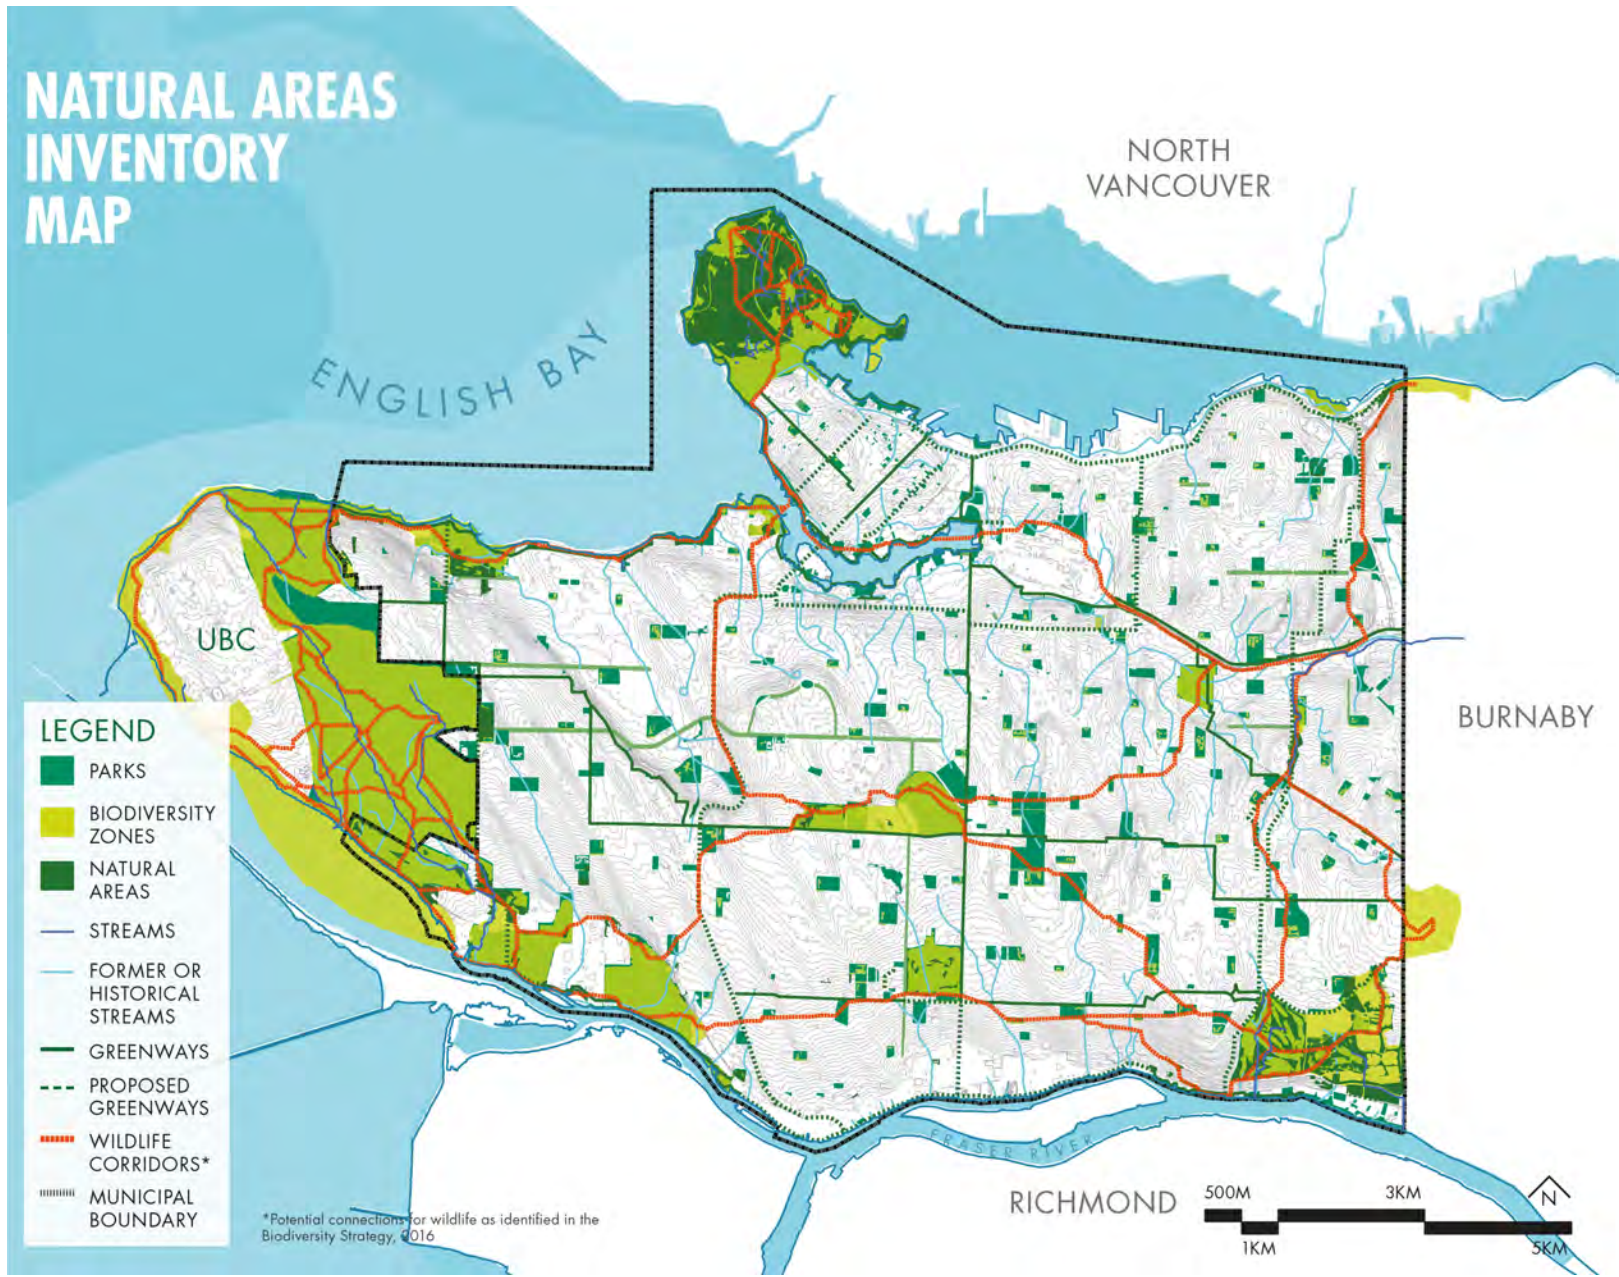 NATURAL AREAS
INVENTORY
MAP
NORTH
VANCOUVER
ENGLISH BAY
UBC
BURNABY
LEGEND
PARKS
BIODIVERSITY
ZONES
NATURAL
AREAS
STREAMS
FORMER OR
HISTORICAL
STREAMS
GREENWAYS
PROPOSED
GREENWAYS
WILDLIFE
CORRIDORS*
MUNICIPAL
BOUNDARY
*Potential connections for wildlife as identified in the
Biodiversity Strategy, 2016
FRASER RIVER
RICHMOND
500M
3KM
N
1KM
5KM